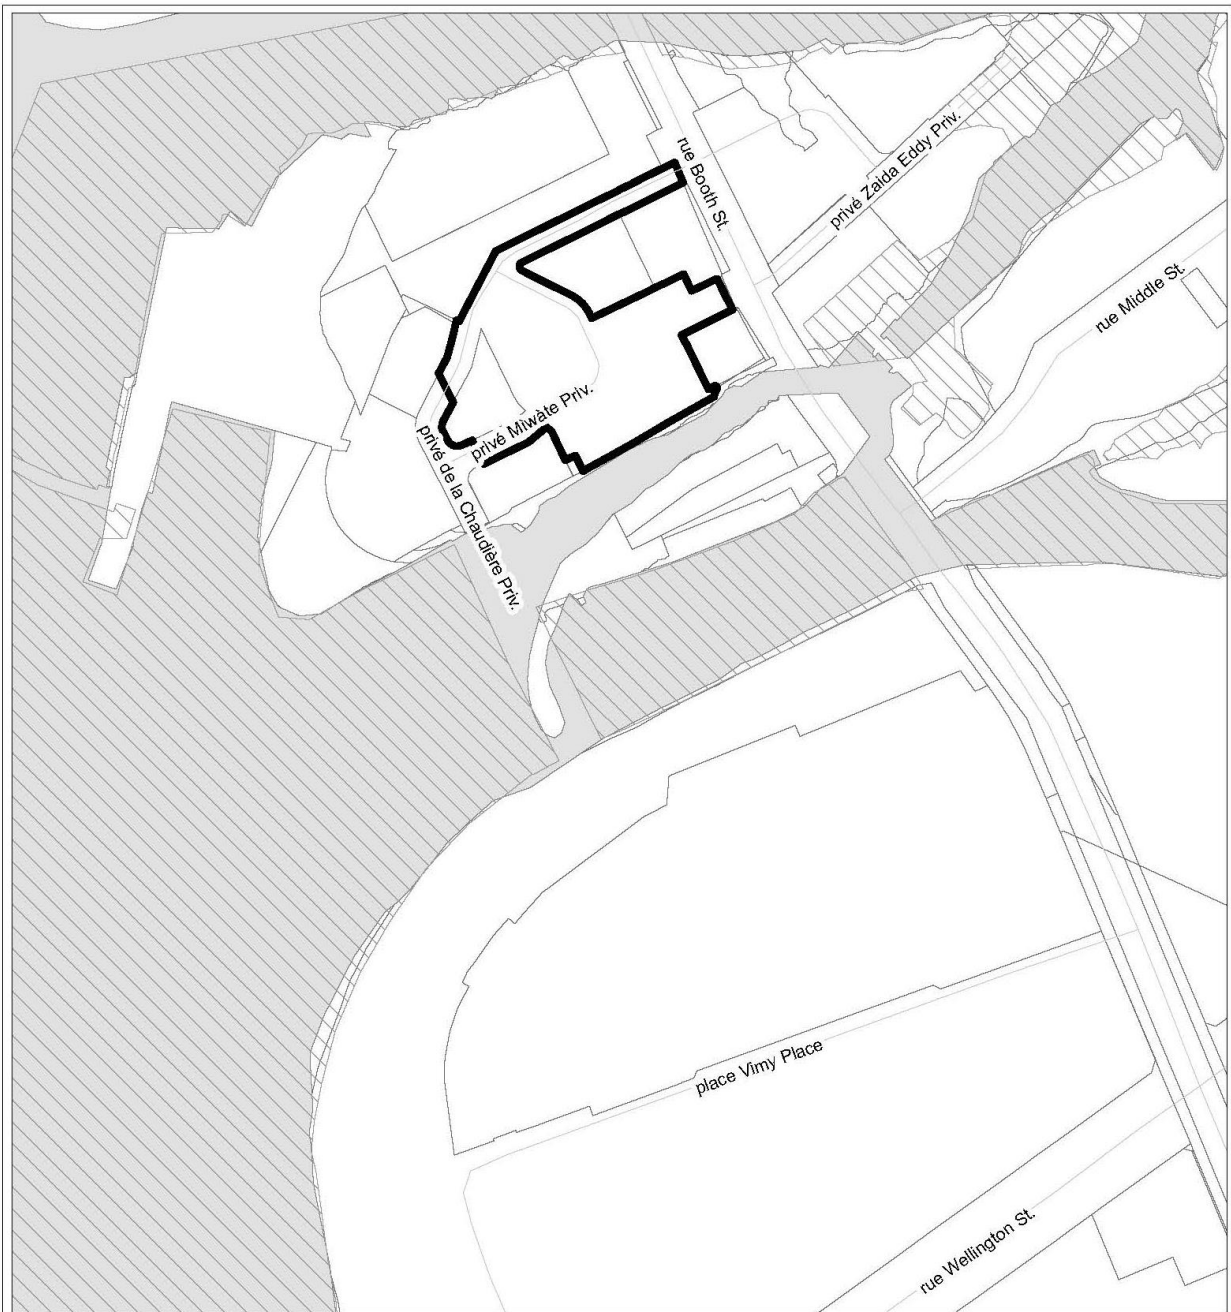 rue Booth St.
privé Zaida Eddy Priv.
rue Middle St.
privé Miwàte Priv.
privé de la Chaudière Priv.
place Vimy Place
rue Wellington St.